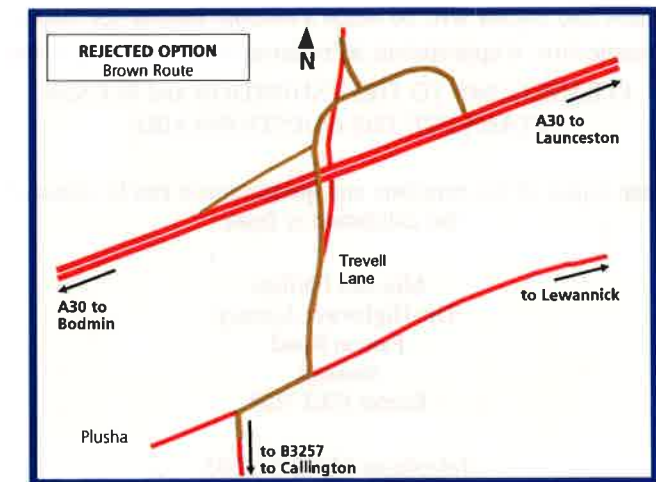 REJECTED OPTION
Brown Route
N
A30 to
Launceston
Trevell
Lane
A30 to
Bodmin
to Lewannick
Plusha
to B3257
to Callington